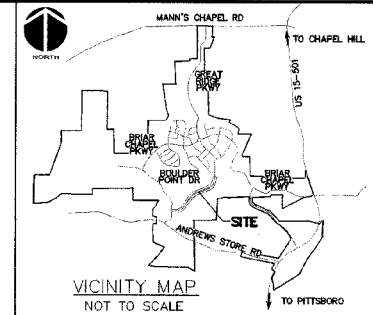 MANN'S CHAPEL RD
NORTH
TO CHAPEL HILL
US 15-501
GREAT
RIDGE
PKWY
BRIAR
CHAPEL
PKWY
BOULDER
POINT DR
BRIAR
CHAPEL
PKWY
SITE
ANDREWS STORE RD
VICINITY MAP
NOT TO SCALE
TO PITTSBORO